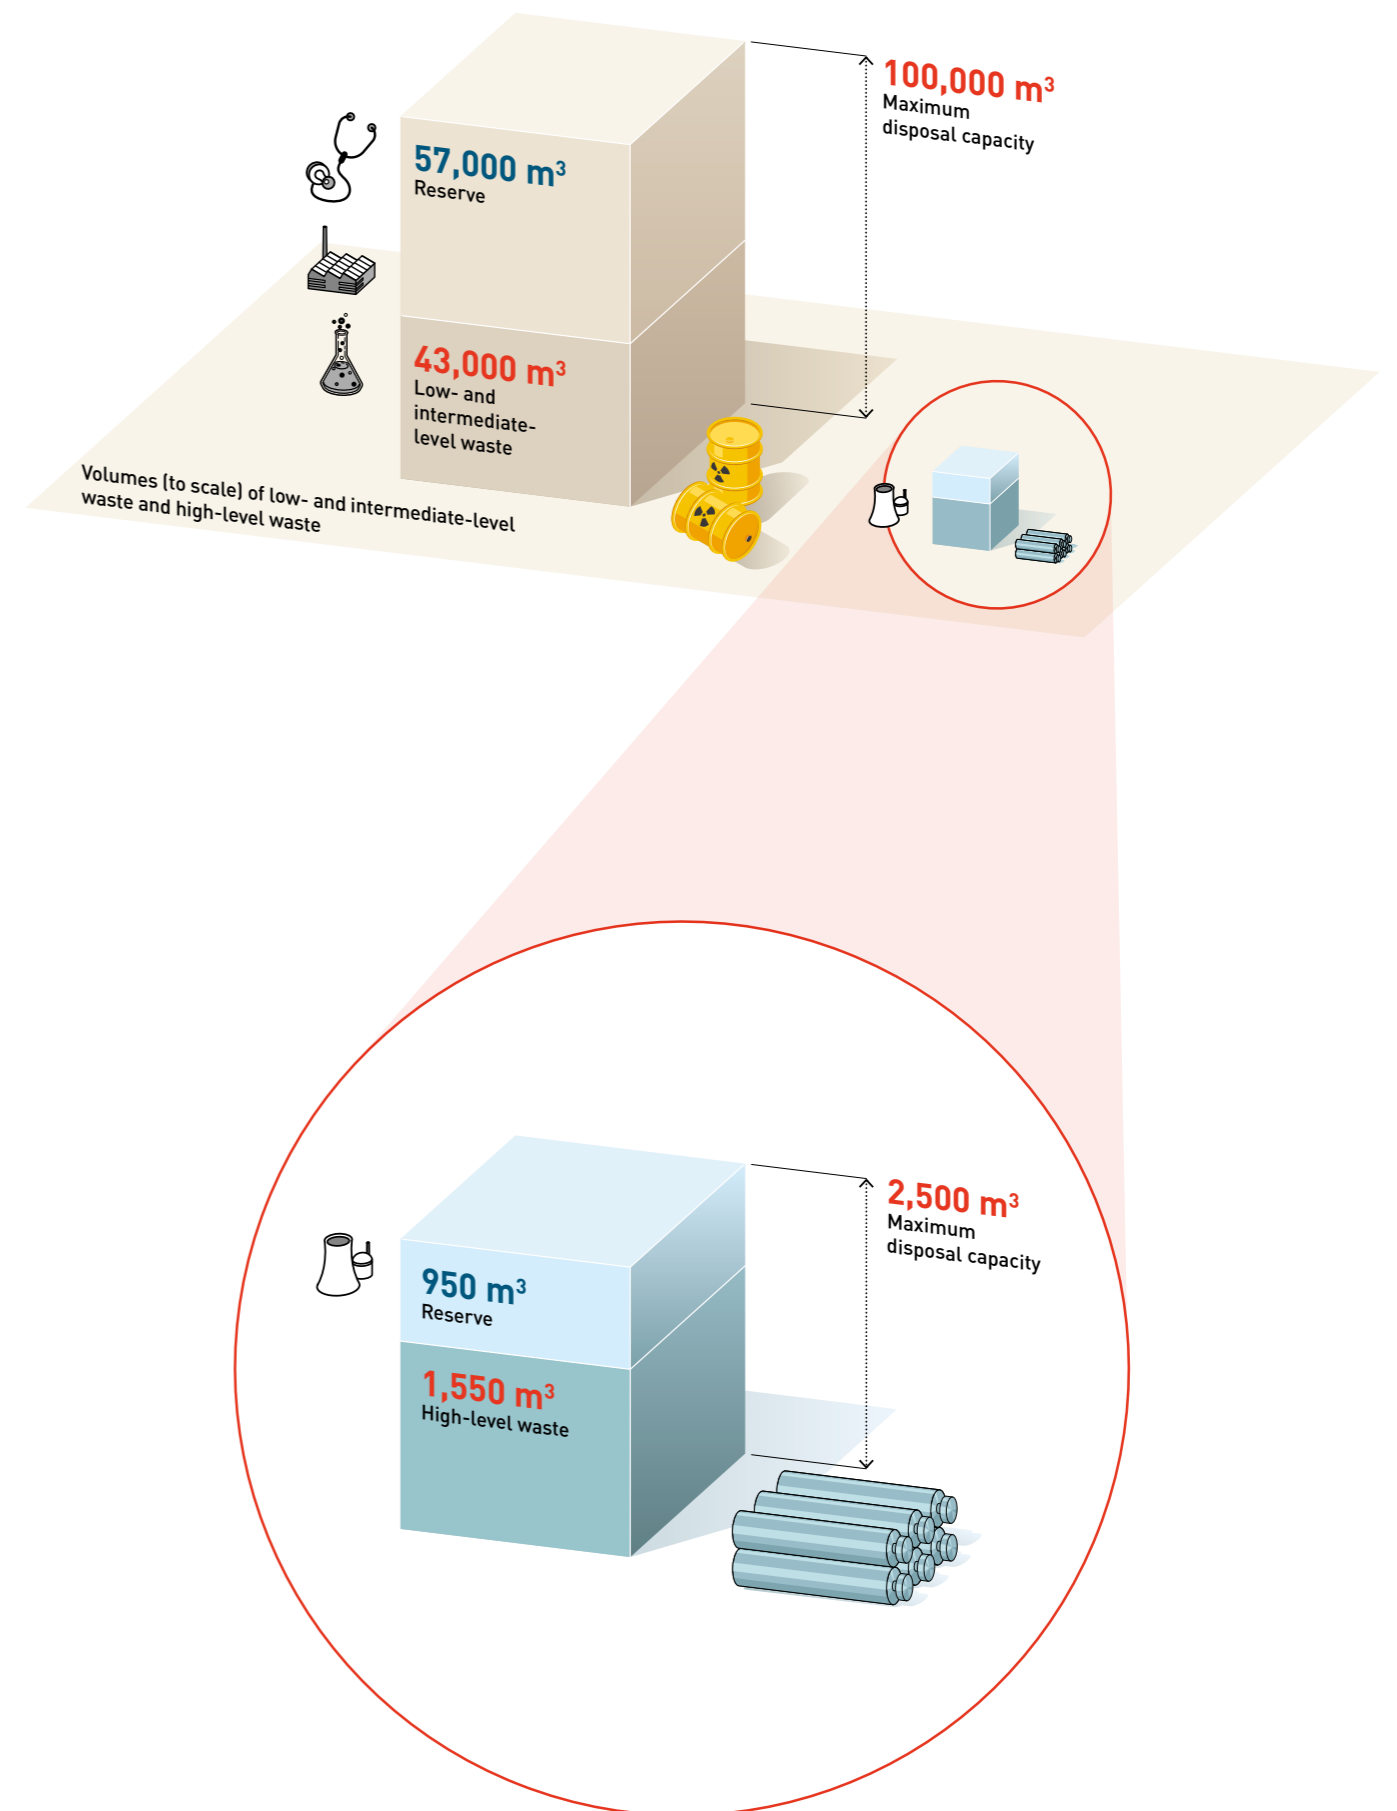 100,000 m³
Maximum
disposal capacity
57,000 m³
Reserve
43,000 m³
Low- and
intermediate-
level waste
Volumes (to scale) of low- and intermediate-level
waste and high-level waste
2,500 m³
Maximum
disposal capacity
950 m³
Reserve
1,550 m³
High-level waste